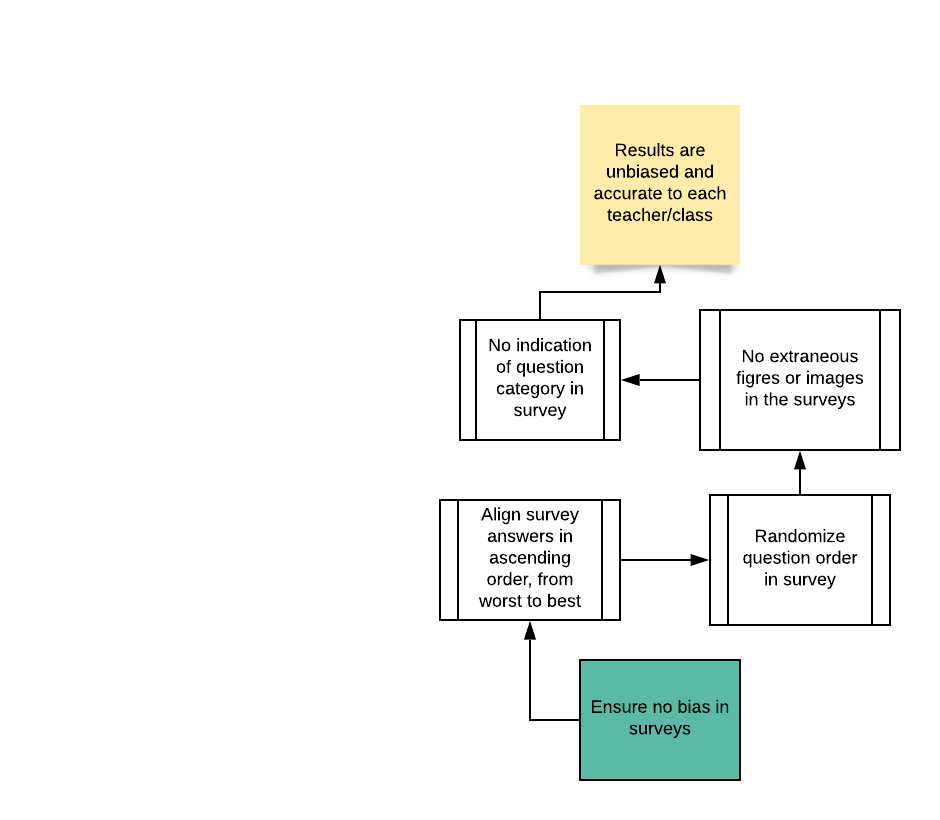 Results are
unbiased and
accurate to each
teacher/class
No indication
of question
category in
survey
No extraneous
figres or images
in the surveys
Align survey
answers in
ascending
order, from
worst to best
Randomize
question order
in survey
Ensure no bias in
surveys